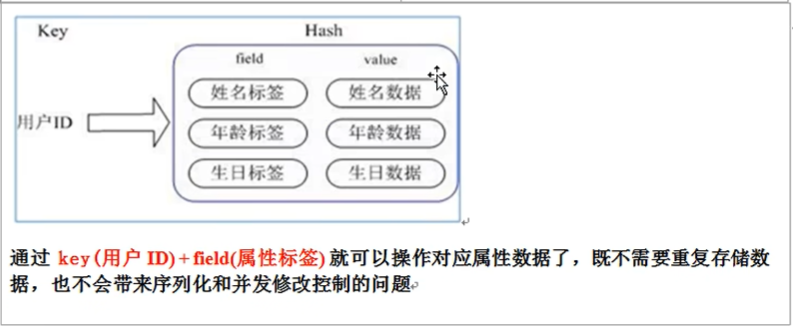 Key Hash
field value
姓名标签 姓名数据
用户ID 年龄标签 年龄数据
生日标签 生日数据
通过 key(用户 ID)+field(属性标签) 就可以操作对应属性数据了，既不需要重复存储数
据，也不会带来序列化和并发修改控制的问题